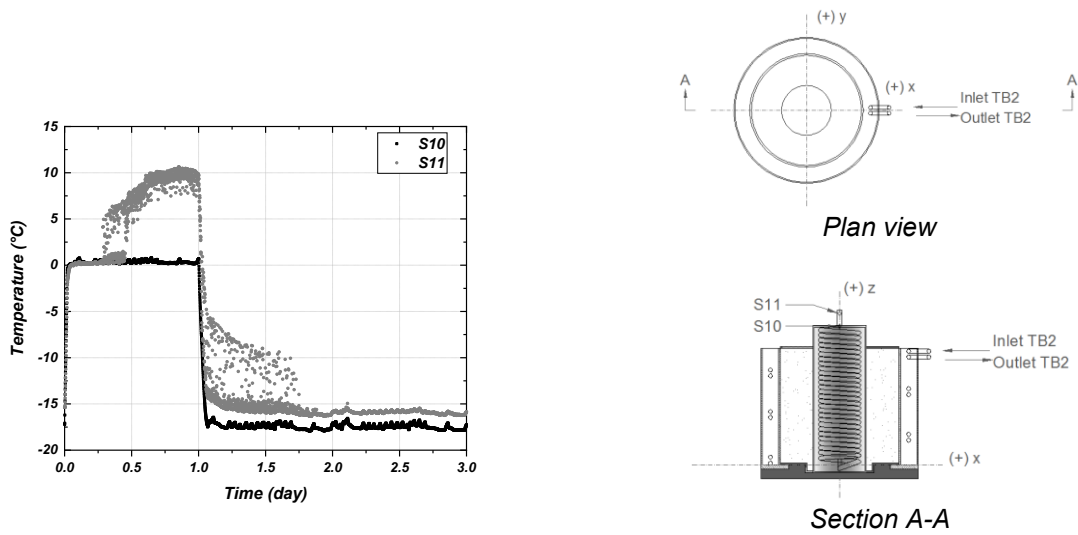 15
10
5
0
-5
-10
-15
-20
Temperature (°C)
0.0 0.5 1.0 1.5 2.0 2.5 3.0
Time (day)
S10
S11
(+) y
A
A
(+) x
Inlet TB2
Outlet TB2
Plan view
(+) z
S11
S10
Inlet TB2
Outlet TB2
(+) x
Section A-A